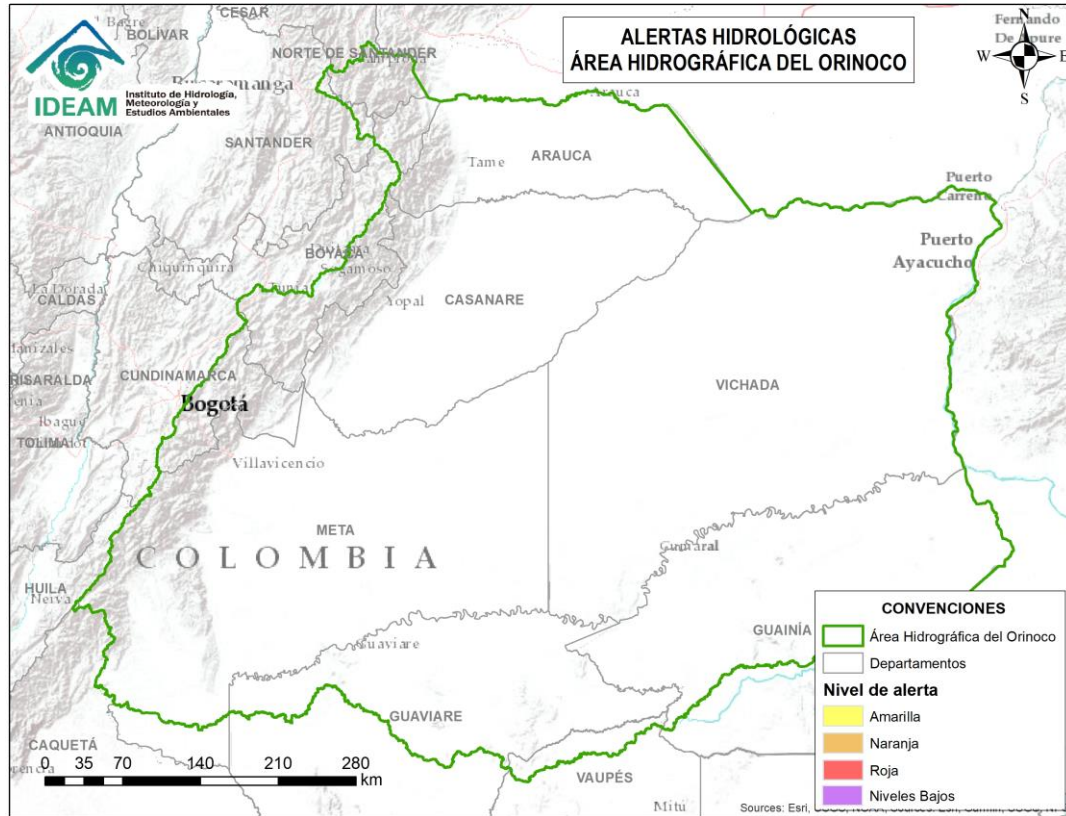 IDEAM
Instituto de Hidrología,
Meteorología y
Estudios Ambientales
ALERTAS HIDROLÓGICAS
ÁREA HIDROGRÁFICA DEL ORINOCO
N
W E
S
CESAR
BOLÍVAR
NORTE DE SANTANDER
ANTIOQUIA
SANTANDER
ARAUCA
Arauca
Tame
Puerto
Carreño
Puerto
Ayacucho
BOYACÁ
Sogamoso
Chiquinquira
Tunja
La Dorada
CALDAS
Yopal
CASANARE
VICHADA
RISARALDA
CUNDINAMARCA
Bogotá
Ibagué
TOLIMA
Villavicencio
META
COLOMBIA
Cumaral
HUILA
Neiva
Guaviare
GUAINÍA
GUAVIARE
CAQUETÁ
VAUPÉS
Mitú
0 35 70 140 210 280
km
CONVENCIONES
Área Hidrográfica del Orinoco
Departamentos
Nivel de alerta
Amarilla
Naranja
Roja
Niveles Bajos
Sources: Esri,